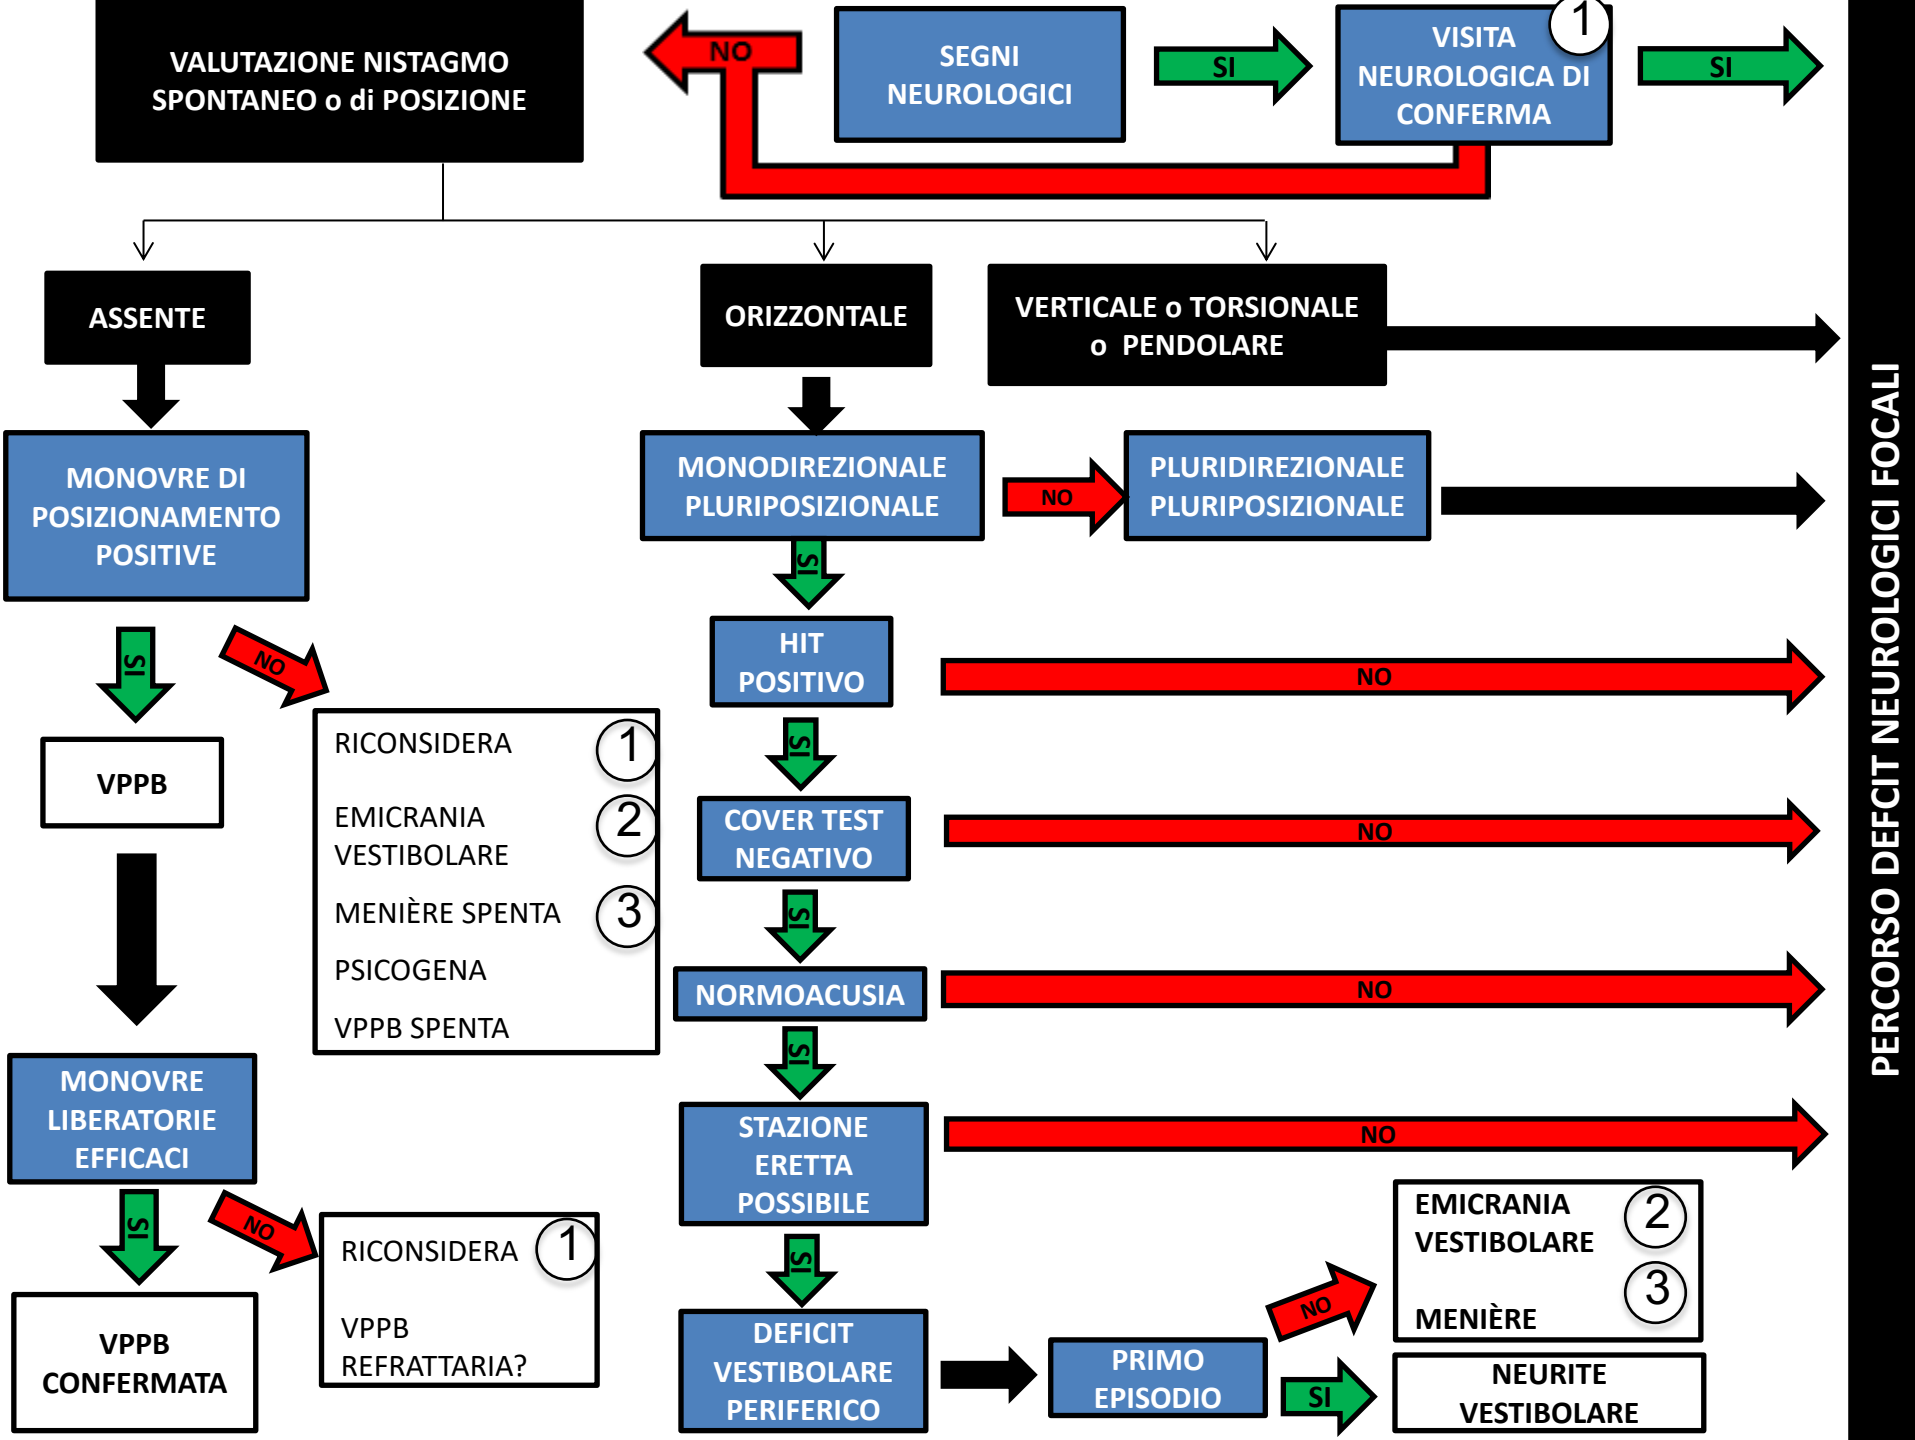 VALUTAZIONE NISTAGMO
SPONTANEO o di POSIZIONE
NO
SEGNI
NEUROLOGICI
SI
VISITA
NEUROLOGICA DI
CONFERMA
1
SI
ASSENTE
ORIZZONTALE
VERTICALE o TORSIONALE
o PENDOLARE
MONOVRE DI
POSIZIONAMENTO
POSITIVE
MONODIREZIONALE
PLURIPOSIZIONALE
NO
PLURIDIREZIONALE
PLURIPOSIZIONALE
SI
SI
NO
HIT
POSITIVO
NO
VPPB
RICONSIDERA
1
EMICRANIA
VESTIBOLARE
2
MENIÈRE SPENTA
3
PSICOGENA
VPPB SPENTA
SI
COVER TEST
NEGATIVO
NO
SI
NORMOACUSIA
NO
SI
MONOVRE
LIBERATORIE
EFFICACI
STAZIONE
ERETTA
POSSIBILE
NO
SI
NO
RICONSIDERA
1
VPPB
REFRATTARIA?
SI
EMICRANIA
VESTIBOLARE
2
MENIÈRE
3
VPPB
CONFERMATA
DEFICIT
VESTIBOLARE
PERIFERICO
PRIMO
EPISODIO
NO
SI
NEURITE
VESTIBOLARE
PERCORSO DEFCIT NEUROLOGICI FOCALI